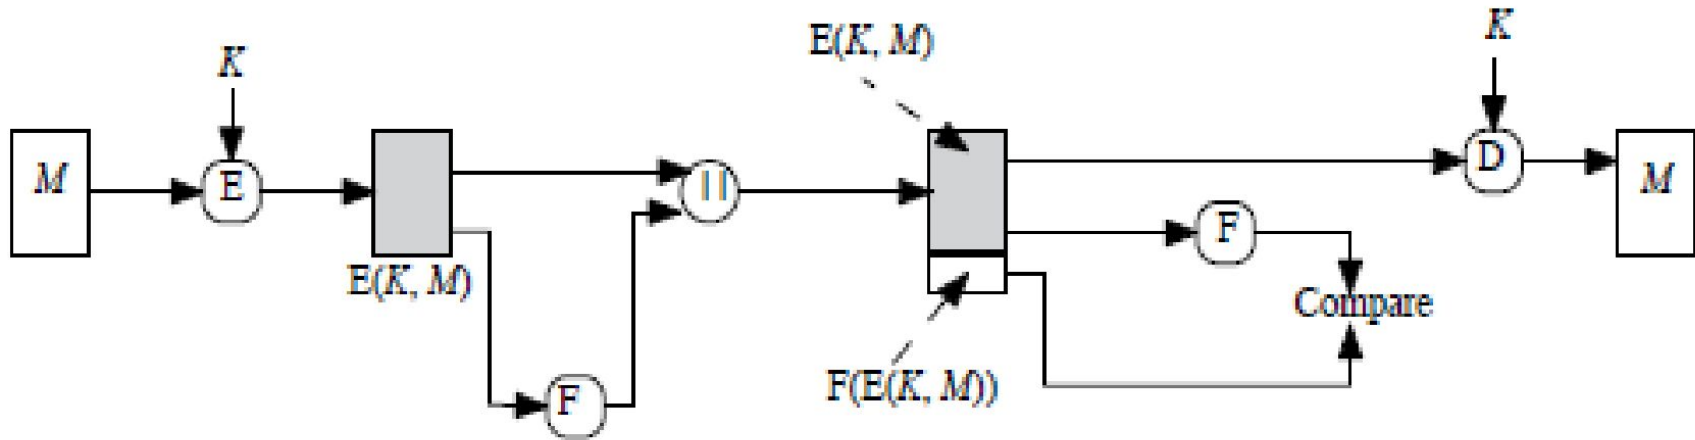 E(K, M)
K
K
M
E
||
D
M
F
E(K, M)
Compare
F(E(K, M))
F